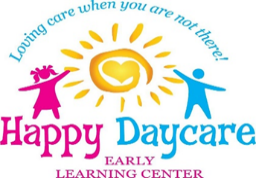 Loving care when you are not there!
Happy Daycare
EARLY
LEARNING CENTER